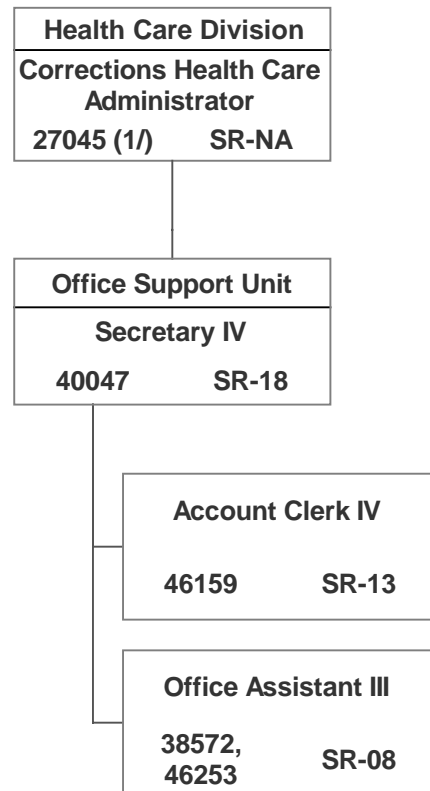 Health Care Division
Corrections Health Care
Administrator
27045 (1/) SR-NA
Office Support Unit
Secretary IV
40047 SR-18
Account Clerk IV
46159 SR-13
Office Assistant III
38572,
46253 SR-08